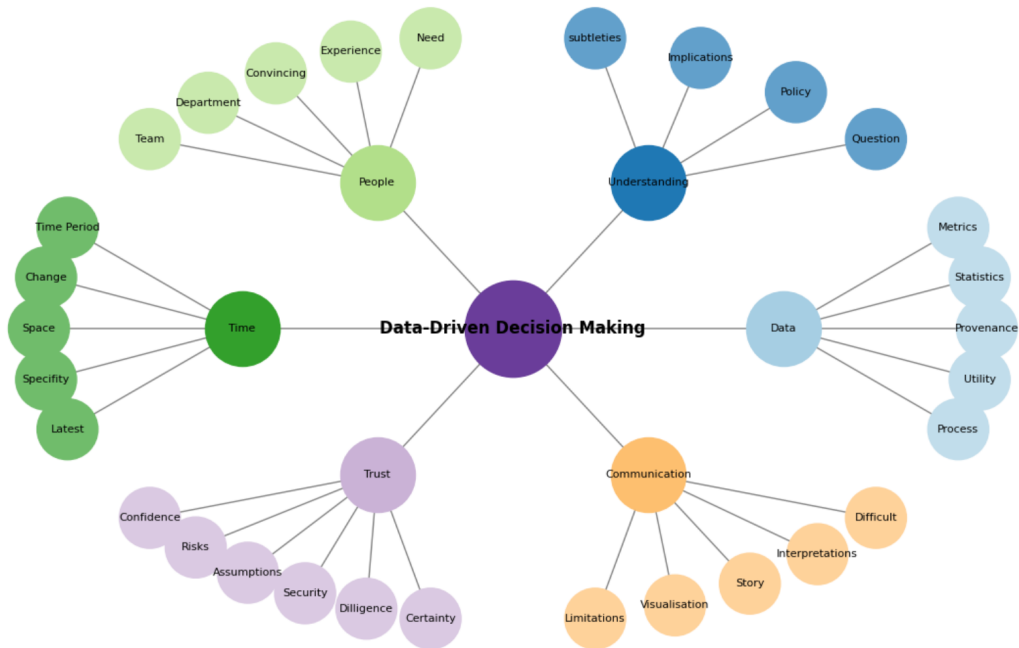 Need
subtleties
Experience
Implications
Convincing
Policy
Department
Team
Question
People
Understanding
Time Period
Metrics
Change
Statistics
Space
Time
Data-Driven Decision Making
Data
Provenance
Specifity
Utility
Latest
Process
Trust
Communication
Confidence
Difficult
Risks
Interpretations
Assumptions
Story
Security
Visualisation
Dilligence
Certainty
Limitations